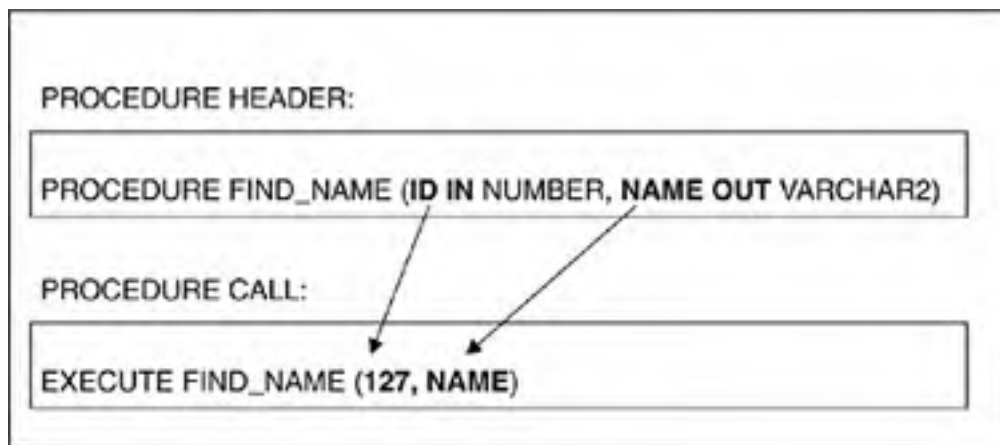 PROCEDURE HEADER:
PROCEDURE FIND_NAME (ID IN NUMBER, NAME OUT VARCHAR2)
PROCEDURE CALL:
EXECUTE FIND_NAME (127, NAME)